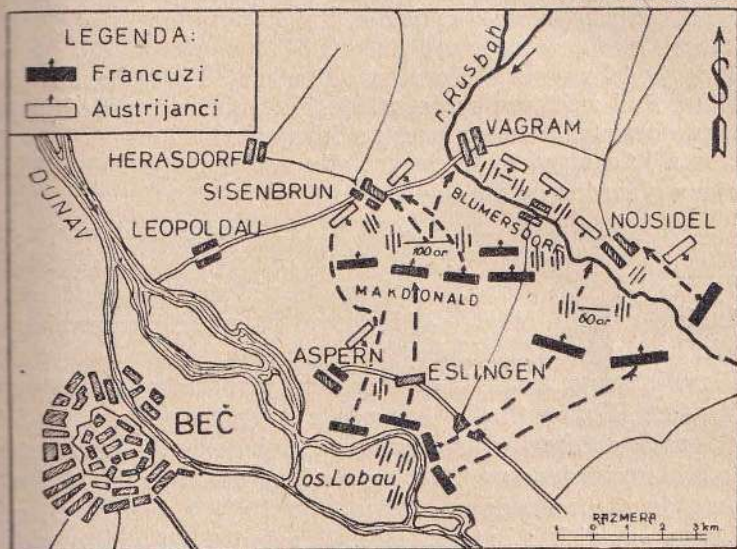 LEGENDA:
Francuzi
Austrijanci
S
r. Rusbah
VAGRAM
HERASDORF
SISENBRUN
BLUMERSDORF
NOJSIDEL
DUNAV
LEOPOLDAU
100 or
MAKDONALD
60 or
ASPERN
ESLINGEN
BEČ
os. Lobau
RAZMERA
1 0 1 2 3 km.